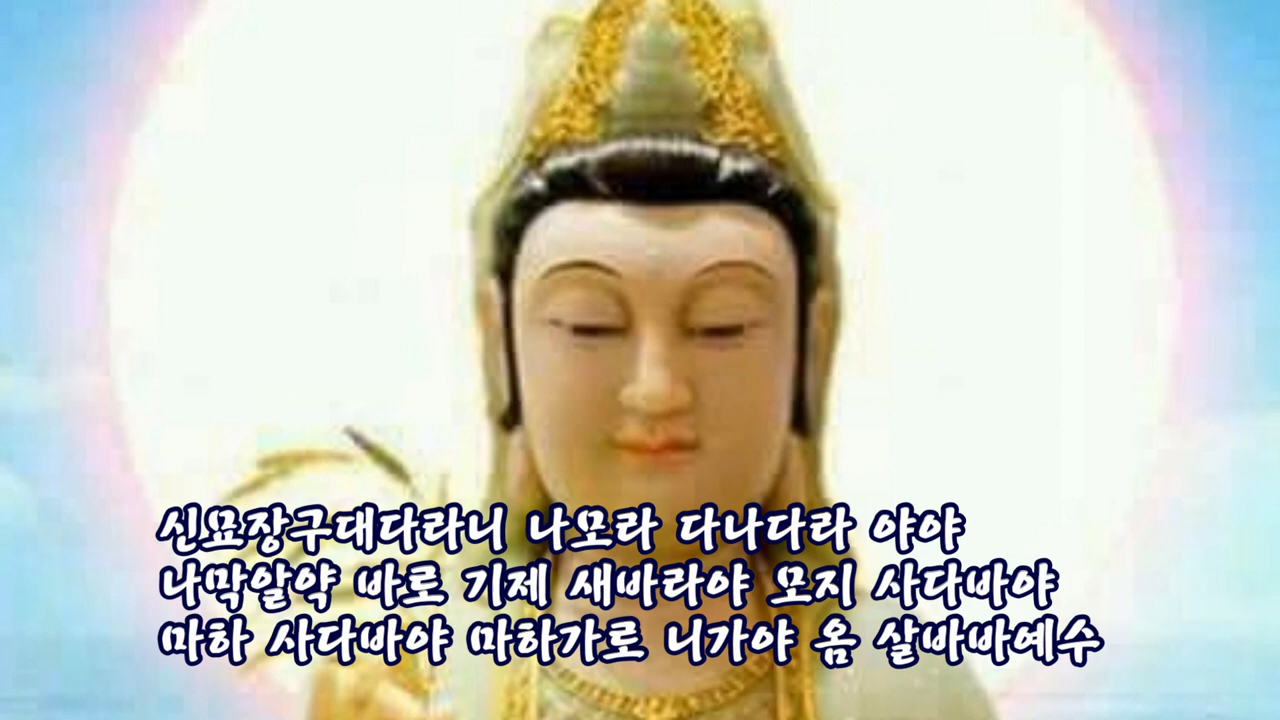 신묘장구대다라니 나모라 다나다라 야야
나막알약 바로 기제 새바라야 모지 사다바야
마하 사다바야 마하가로 니가야 옴 살바바예수